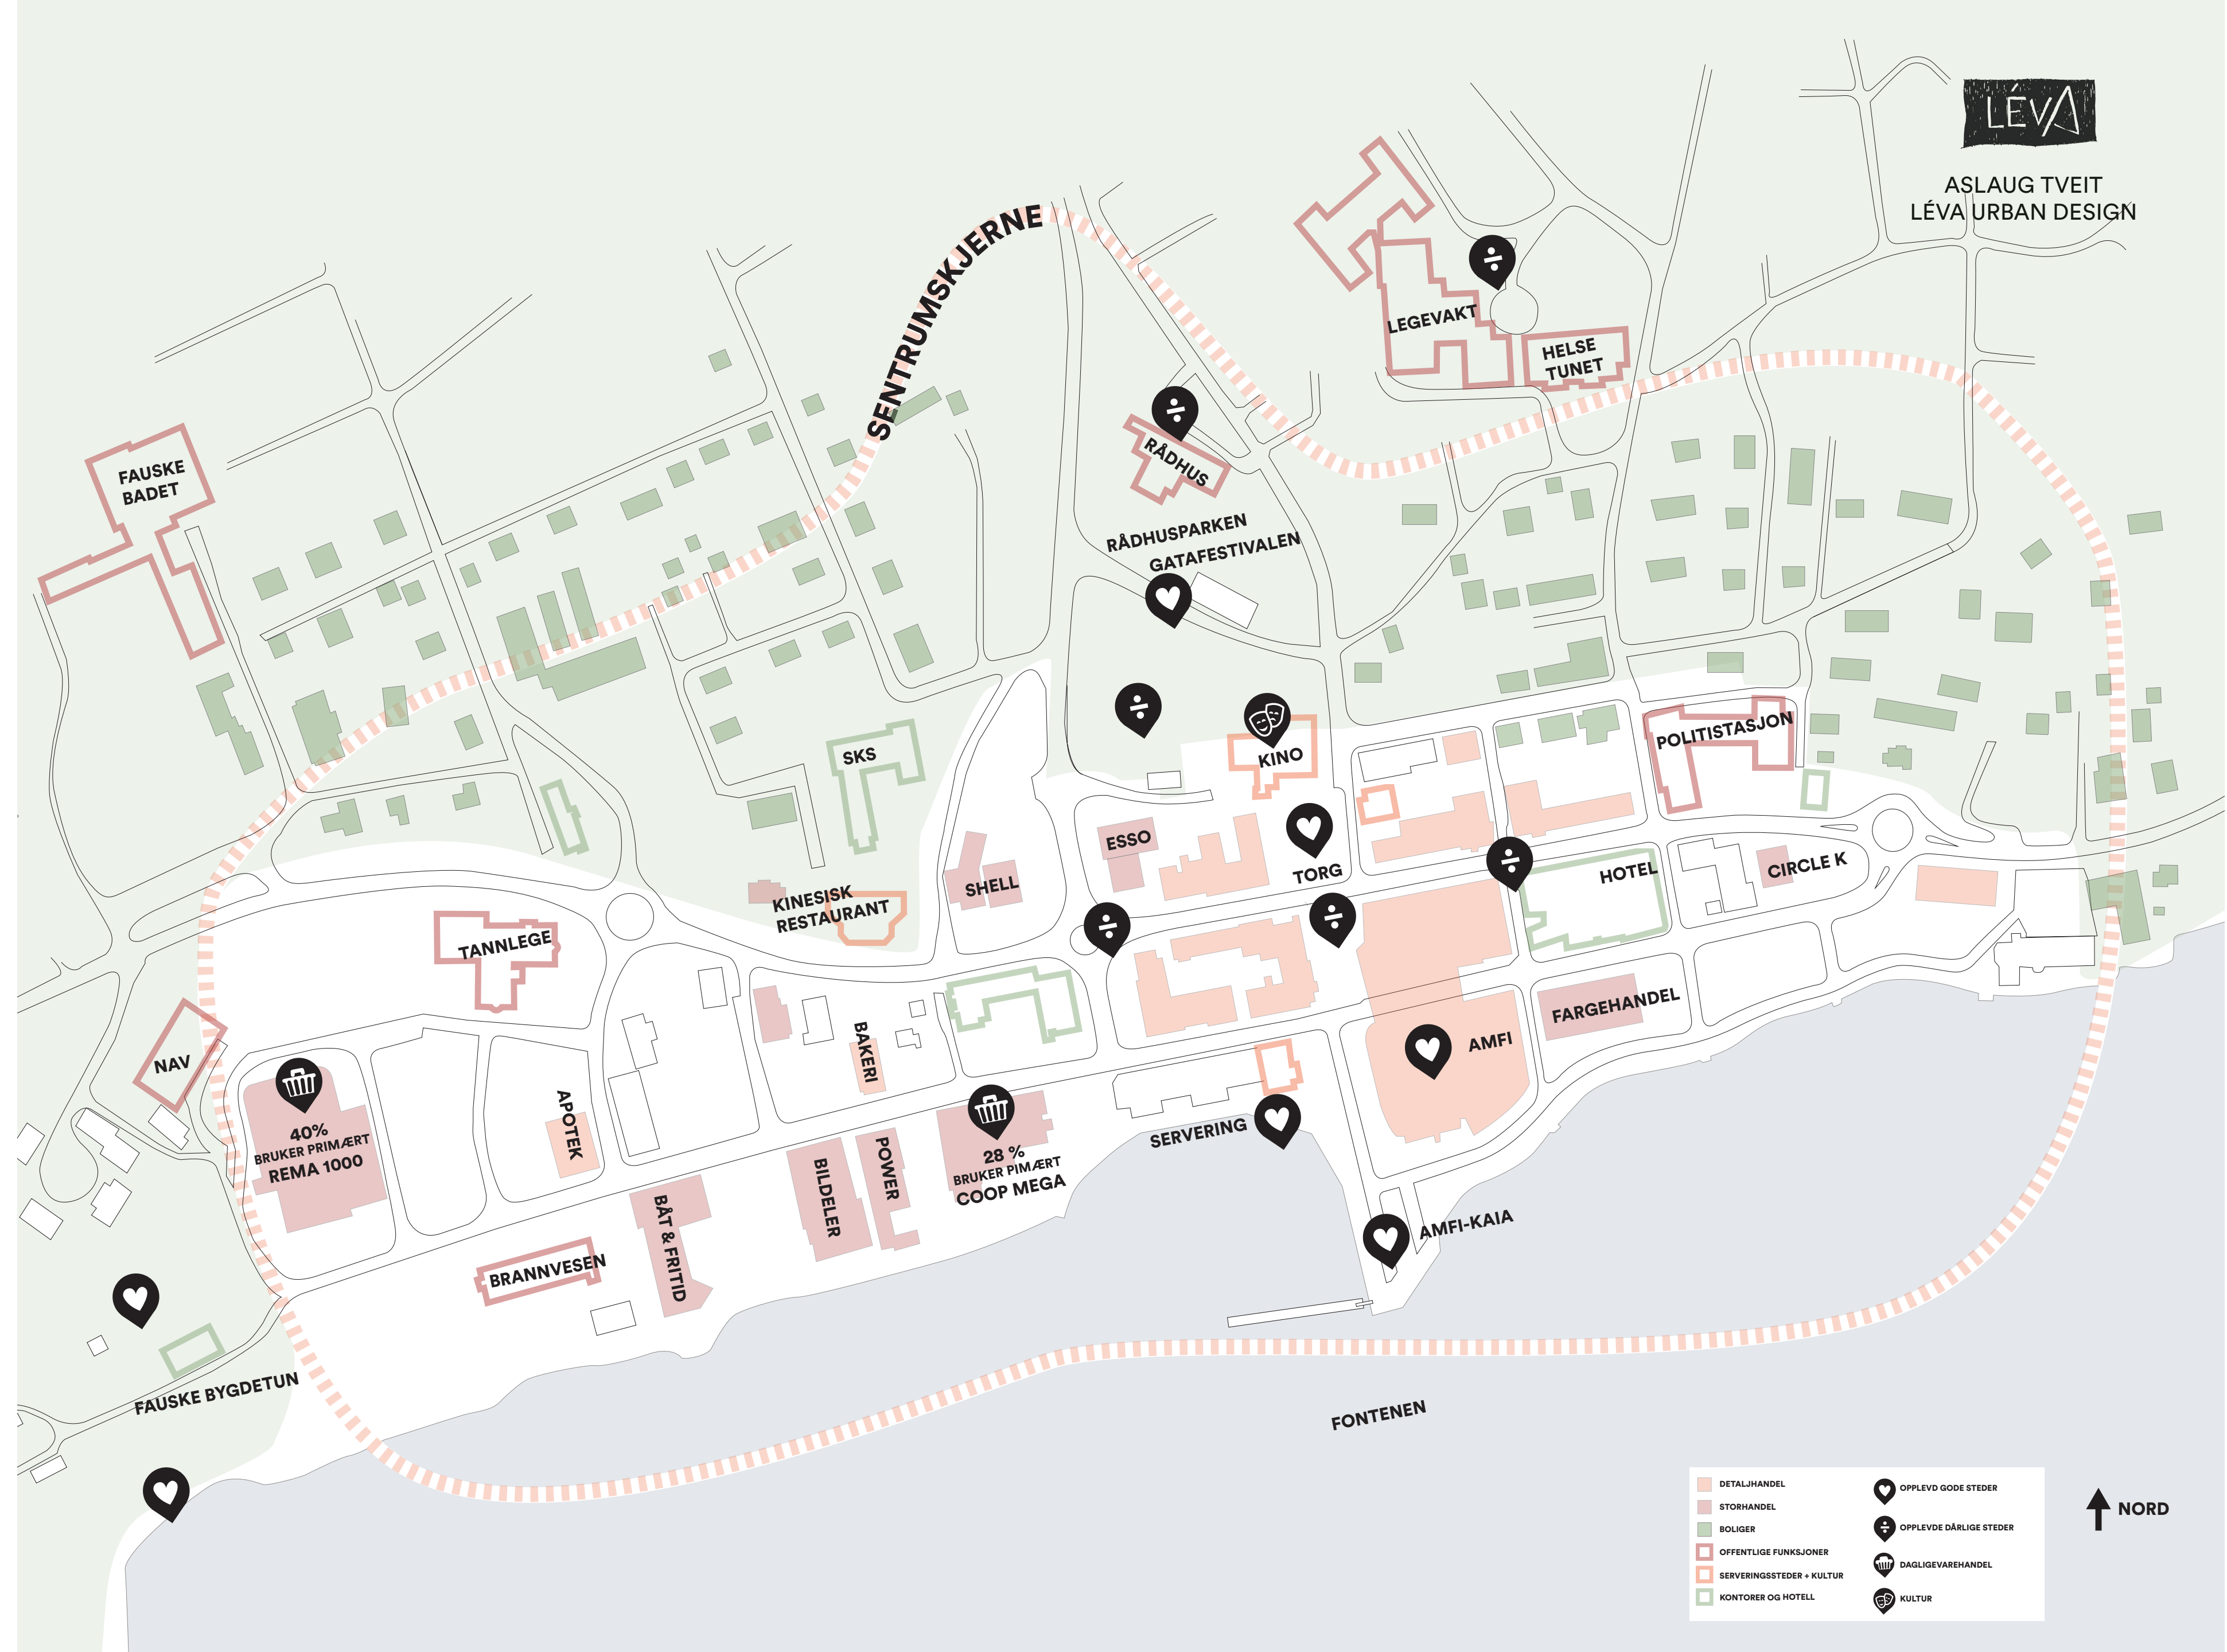 LÉVA
ASLAUG TVEIT
LÉVA URBAN DESIGN
SENTRUMSKJERNE
LEGEVAKT
HELSE
TUNET
FAUSKE
BADET
RÅDHUS
RÅDHUSPARKEN
GATAFESTIVALEN
SKS
KINO
POLITISTASJON
ESSO
TORG
SHELL
HOTEL
CIRCLE K
KINESISK
RESTAURANT
TANNLEGE
FARGEHANDEL
NAV
BAKERI
AMFI
APOTEK
40%
BRUKER PRIMÆRT
REMA 1000
SERVERING
28 %
BRUKER PIMÆRT
COOP MEGA
POWER
BILDELER
BÅT & FRITID
BRANNVESEN
AMFI-KAIA
FAUSKE BYGDETUN
FONTENEN
DETALJHANDEL
STORHANDEL
BOLIGER
OFFENTLIGE FUNKSJONER
SERVERINGSSTEDER + KULTUR
KONTORER OG HOTELL
OPPLEVD GODE STEDER
OPPLEVDE DÅRLIGE STEDER
DAGLIGEVAREHANDEL
KULTUR
NORD